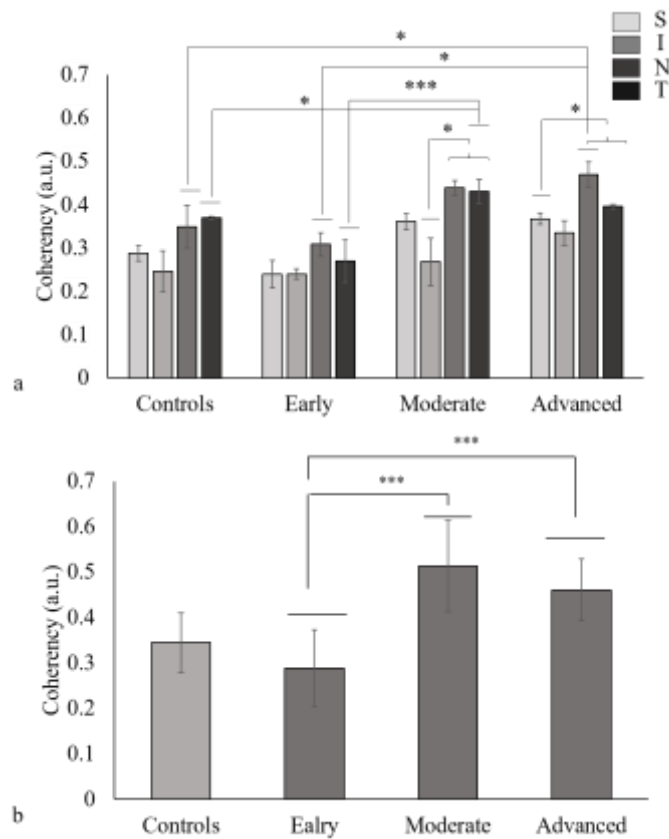 S
I
N
T
*
*
***
*
*
*
0.7
0.6
0.5
0.4
0.3
0.2
0.1
0
Coherency (a.u.)
Controls Early Moderate Advanced
a
***
***
0.7
0.6
0.5
0.4
0.3
0.2
0.1
0
Coherency (a.u.)
Controls Ealry Moderate Advanced
b